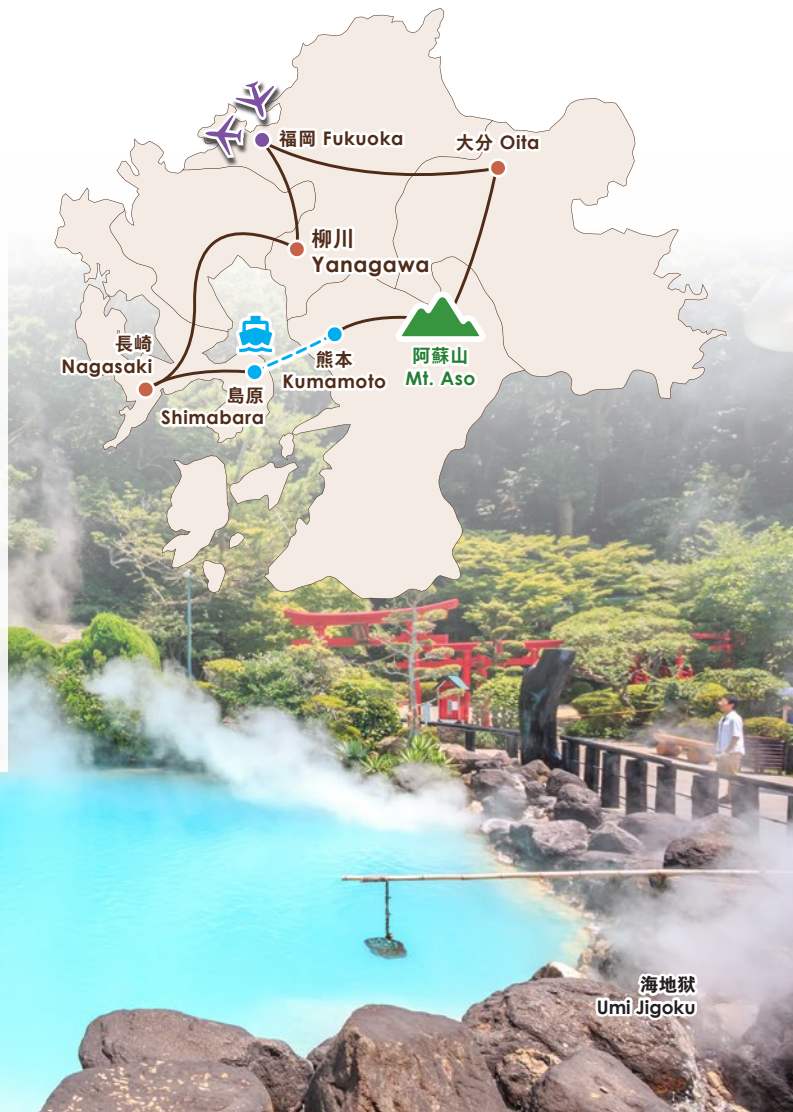 福岡 Fukuoka
大分 Oita
柳川
Yanagawa
長崎
Nagasaki
島原
Shimabara
熊本
Kumamoto
阿蘇山
Mt. Aso
海地獄
Umi Jigoku